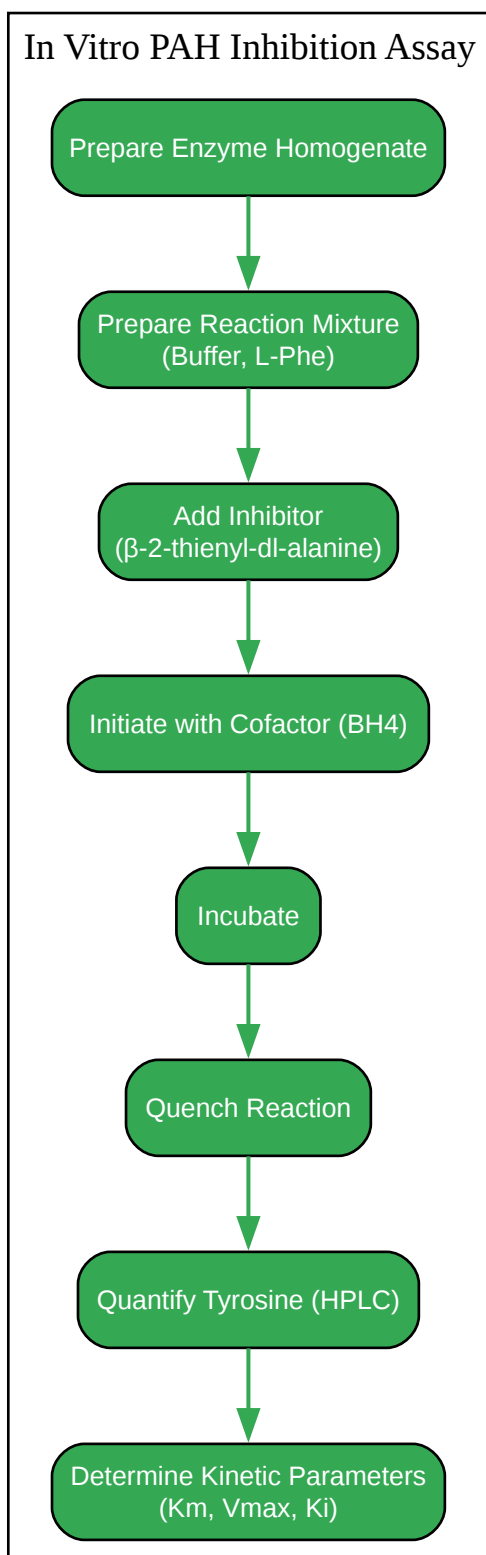 In Vitro PAH Inhibition Assay
Prepare Enzyme Homogenate
Prepare Reaction Mixture
(Buffer, L-Phe)
Add Inhibitor
(β-2-thienyl-dl-alanine)
Initiate with Cofactor (BH4)
Incubate
Quench Reaction
Quantify Tyrosine (HPLC)
Determine Kinetic Parameters
(Km, Vmax, Ki)